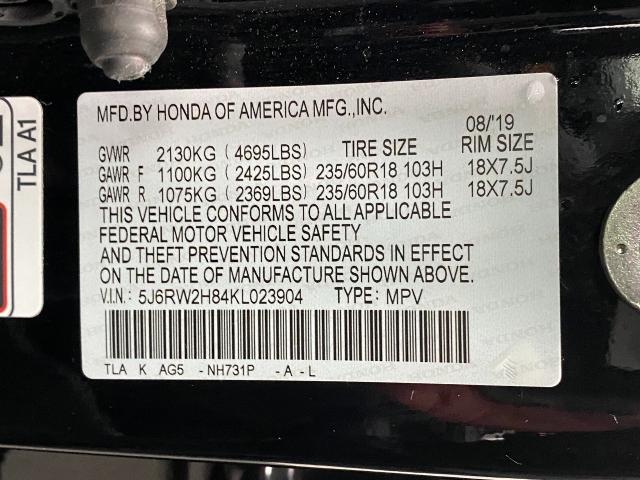 MFD.BY HONDA OF AMERICA MFG.,INC.
08/'19
GVWR 2130KG (4695LBS) TIRE SIZE RIM SIZE
GAWR F 1100KG (2425LBS) 235/60R18 103H 18X7.5J
GAWR R 1075KG (2369LBS) 235/60R18 103H 18X7.5J
THIS VEHICLE CONFORMS TO ALL APPLICABLE
FEDERAL MOTOR VEHICLE SAFETY
AND THEFT PREVENTION STANDARDS IN EFFECT
ON THE DATE OF MANUFACTURE SHOWN ABOVE.
V.I.N.: 5J6RW2H84KL023904 TYPE: MPV
TLA K AG5 -NH731P -A-L
TLA A1